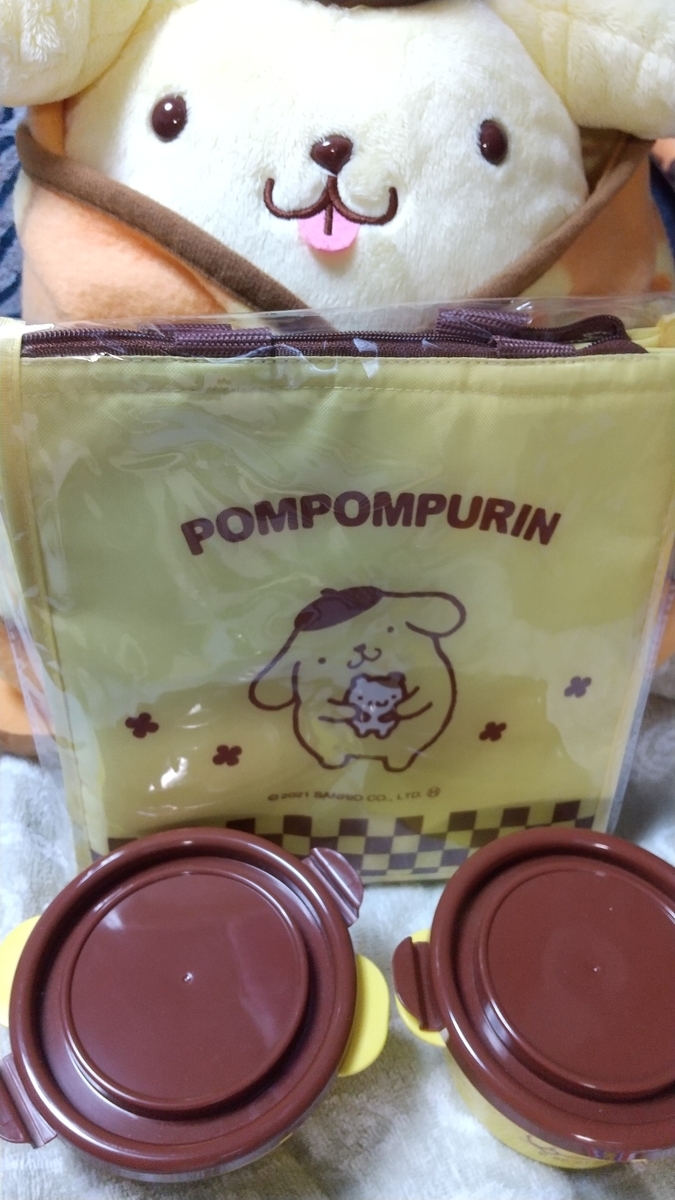 POMPOMPURIN
©2021 SANRIO CO., LTD. Ⓗ